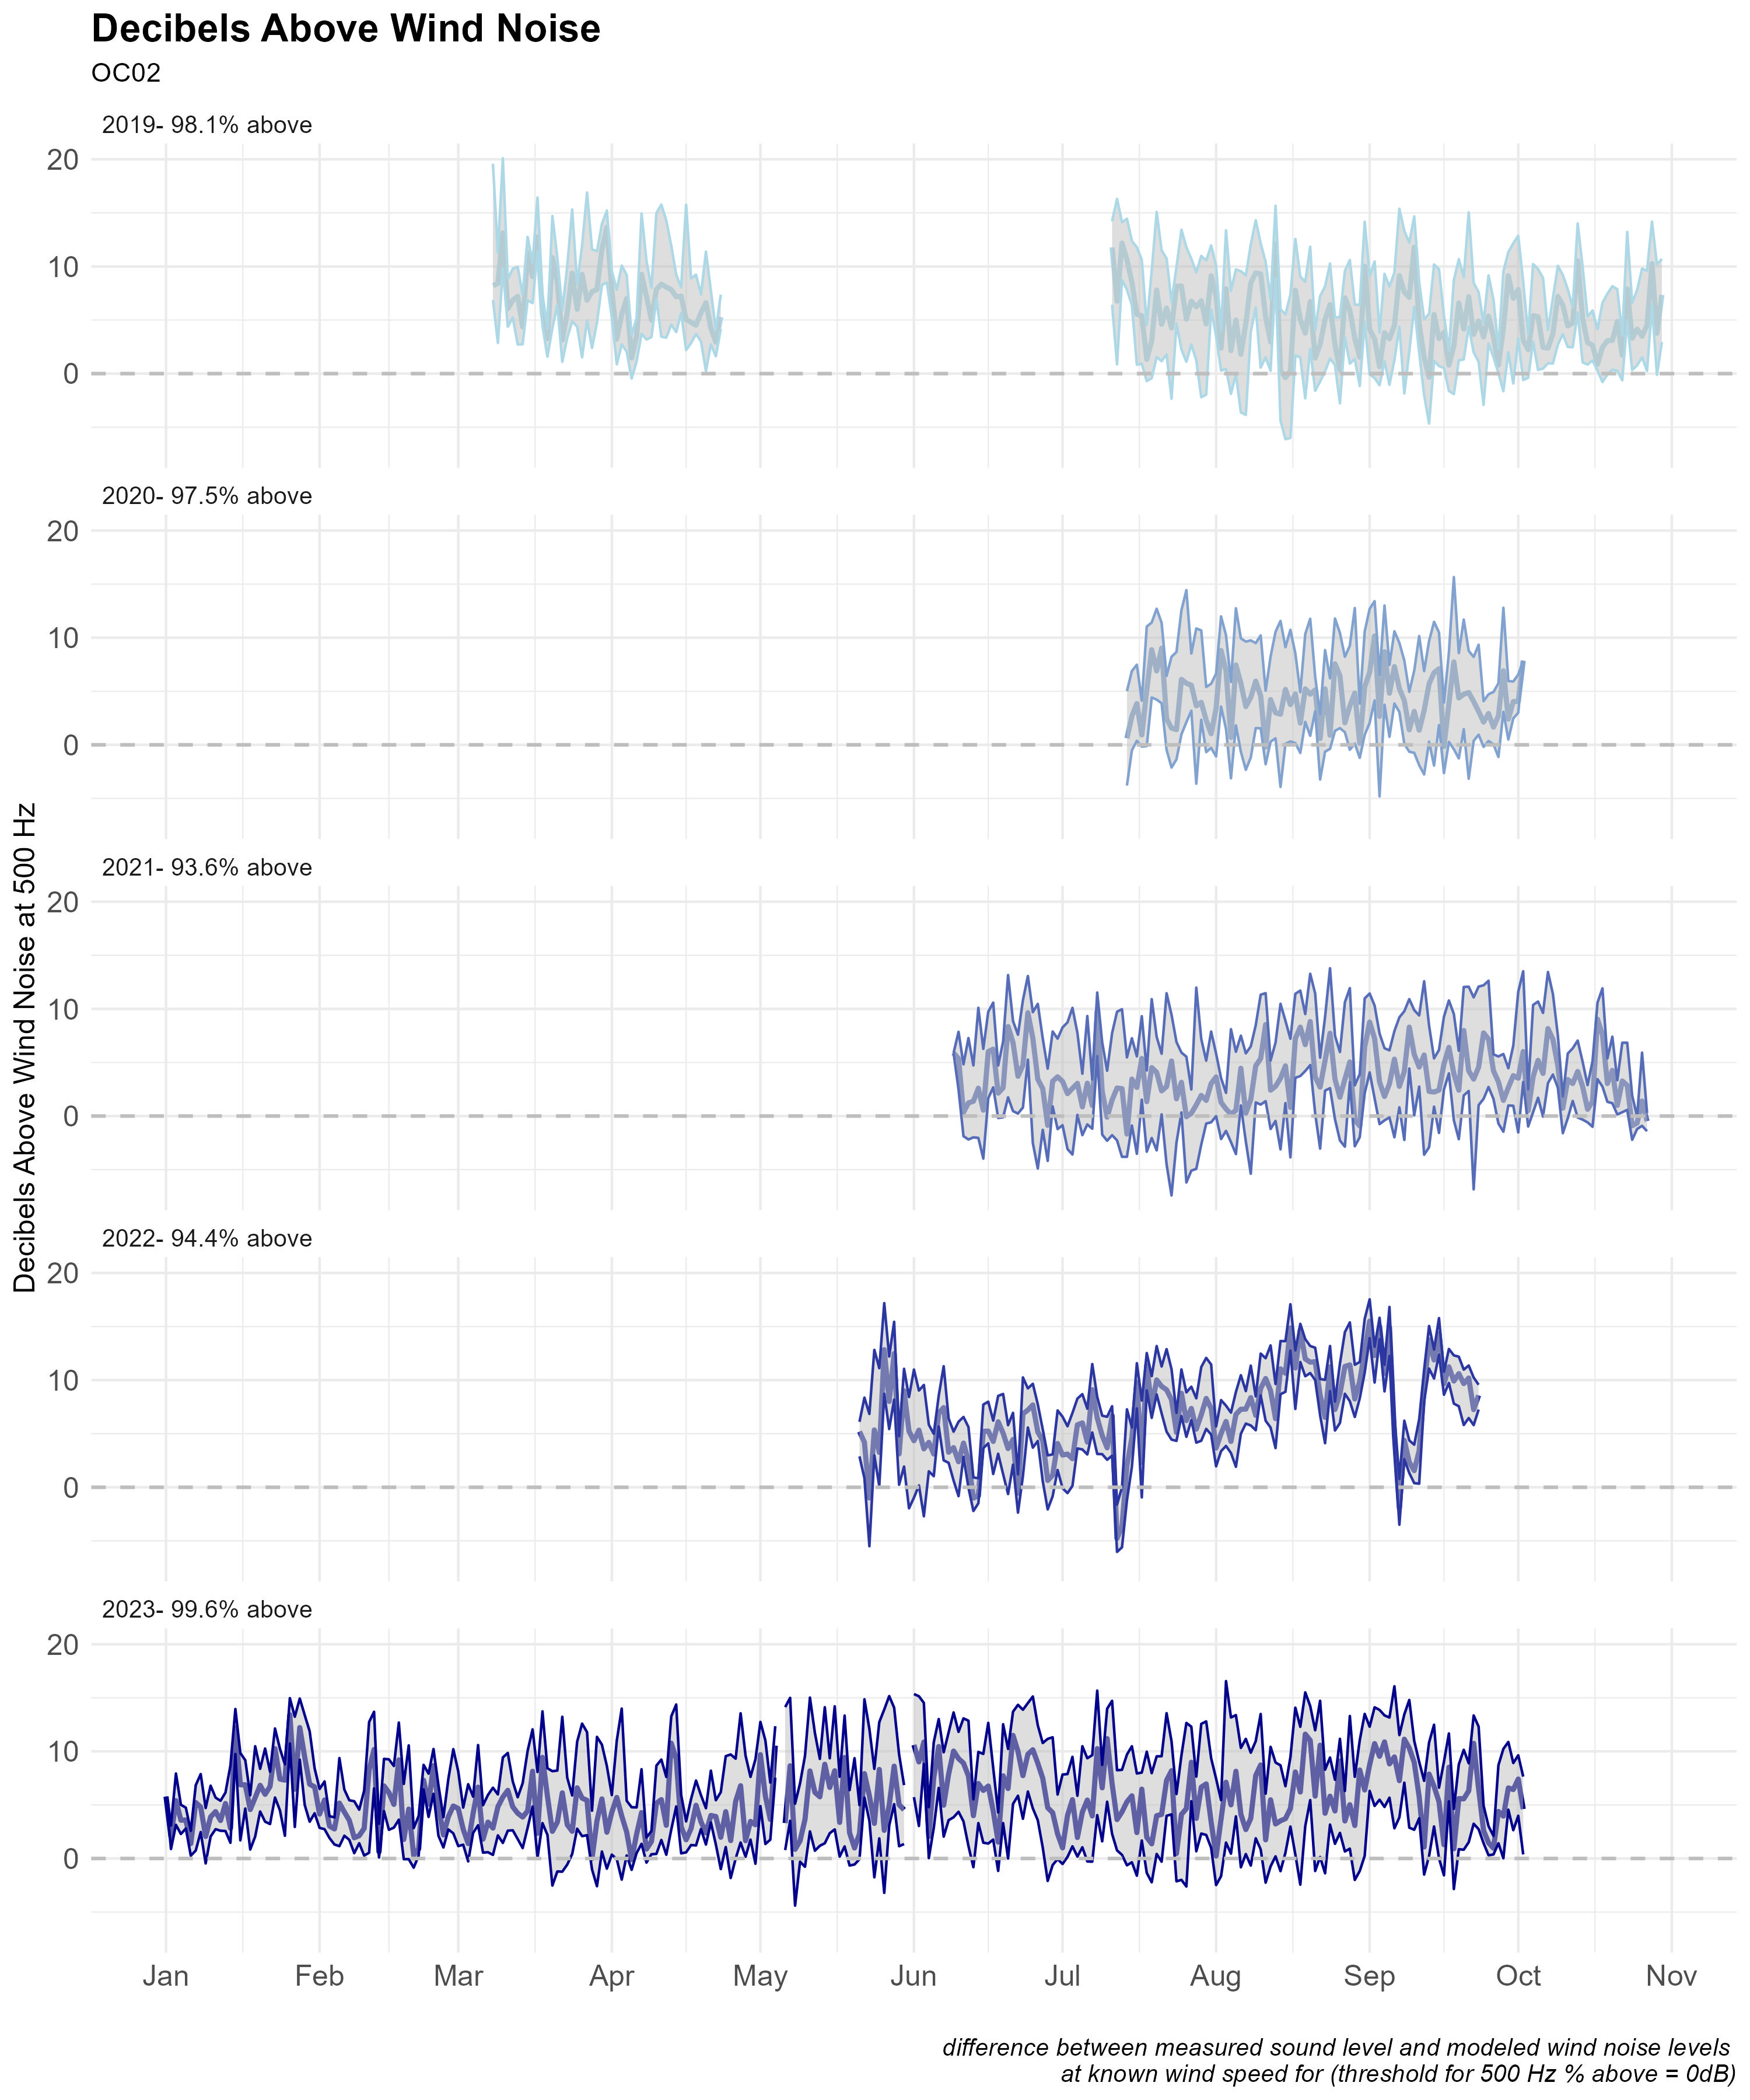 Decibels Above Wind Noise
OC02
2019- 98.1% above
20
10
0
2020- 97.5% above
20
10
0
2021- 93.6% above
20
10
0
2022- 94.4% above
20
10
0
2023- 99.6% above
20
10
0
Decibels Above Wind Noise at 500 Hz
Jan Feb Mar Apr May Jun Jul Aug Sep Oct Nov
difference between measured sound level and modeled wind noise levels
at known wind speed for (threshold for 500 Hz % above = 0dB)